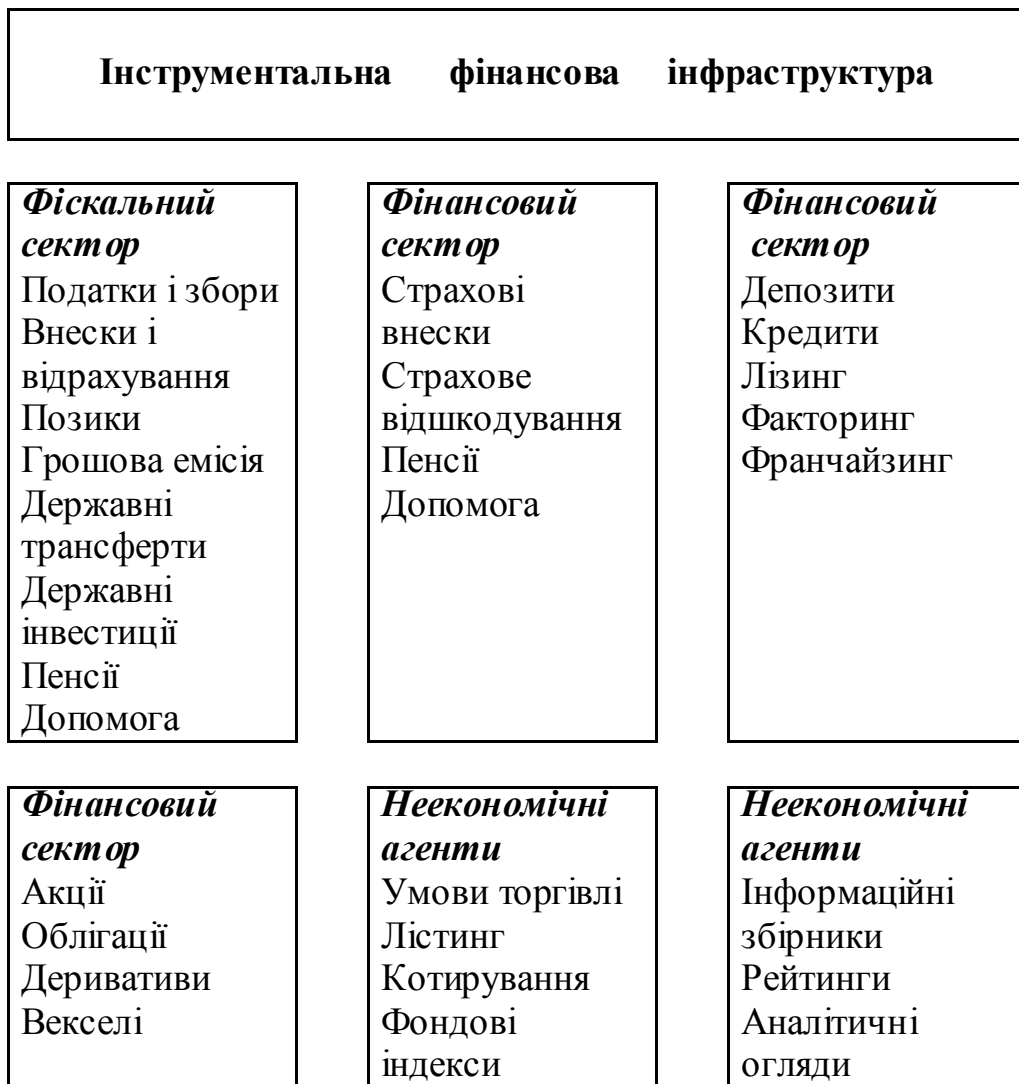 Інструментальна фінансова інфраструктура
Фіскальний
сектор
Податки і збори
Внески і
відрахування
Позики
Грошова емісія
Державні
трансферти
Державні
інвестиції
Пенсії
Допомога
Фінансовий
сектор
Страхові
внески
Страхове
відшкодування
Пенсії
Допомога
Фінансовий
сектор
Депозити
Кредити
Лізинг
Факторинг
Франчайзинг
Фінансовий
сектор
Акції
Облігації
Деривативи
Векселі
Неекономічні
агенти
Умови торгівлі
Лістинг
Котирування
Фондові
індекси
Неекономічні
агенти
Інформаційні
збірники
Рейтинги
Аналітичні
огляди